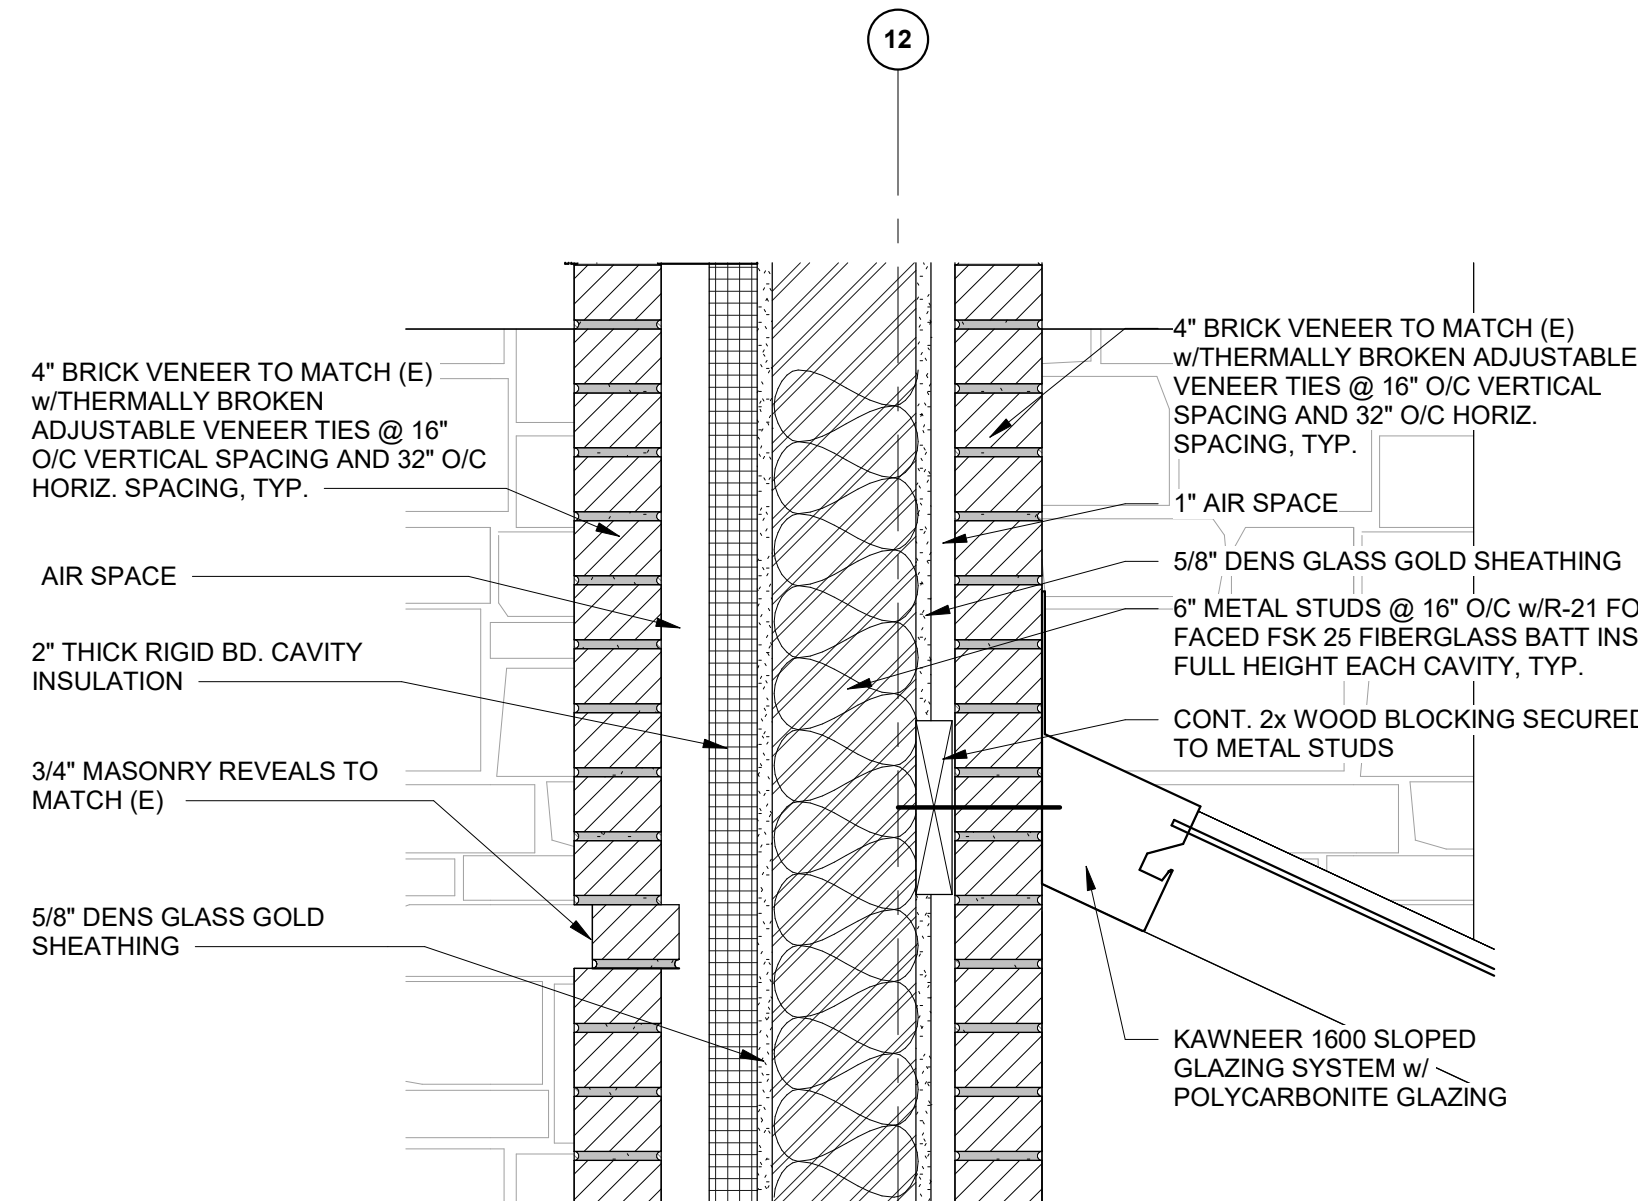 12
4" BRICK VENEER TO MATCH (E)
w/THERMALLY BROKEN
ADJUSTABLE VENEER TIES @ 16"
O/C VERTICAL SPACING AND 32" O/C
HORIZ. SPACING, TYP.
AIR SPACE
2" THICK RIGID BD. CAVITY
INSULATION
3/4" MASONRY REVEALS TO
MATCH (E)
5/8" DENS GLASS GOLD
SHEATHING
4" BRICK VENEER TO MATCH (E)
w/THERMALLY BROKEN ADJUSTABLE
VENEER TIES @ 16" O/C VERTICAL
SPACING AND 32" O/C HORIZ.
SPACING, TYP.
1" AIR SPACE
5/8" DENS GLASS GOLD SHEATHING
6" METAL STUDS @ 16" O/C w/R-21
FACED FSK 25 FIBERGLASS BATT
FULL HEIGHT EACH CAVITY, TYP.
CONT. 2x WOOD BLOCKING SECURED
TO METAL STUDS
KAWNEER 1600 SLOPED
GLAZING SYSTEM w/
POLYCARBONITE GLAZING